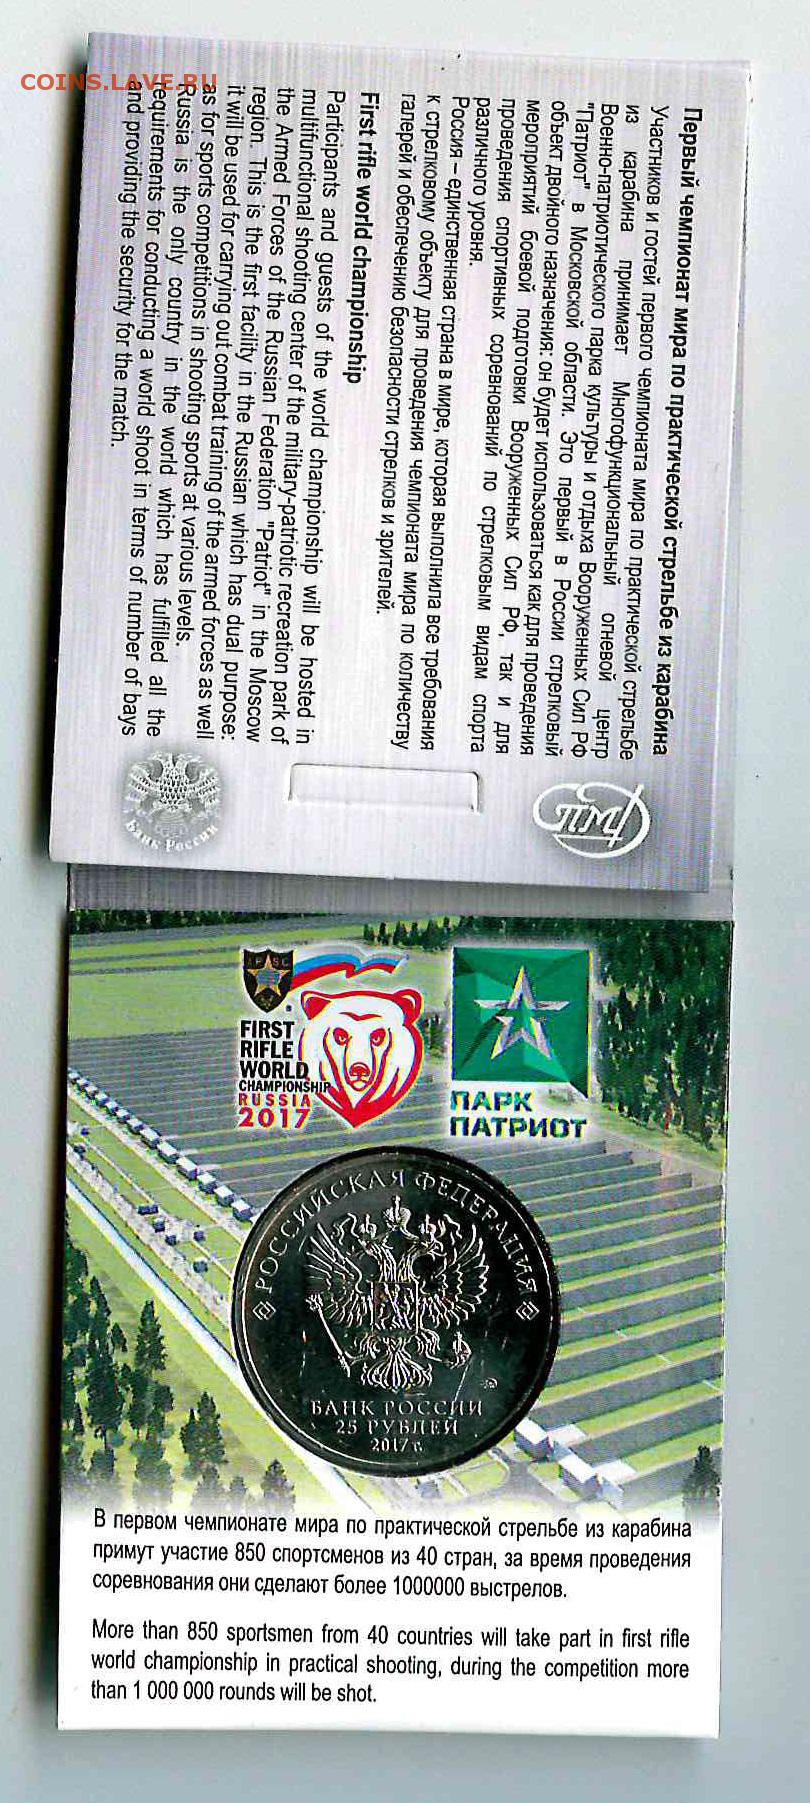 COINS.LAVE.RU
Первый чемпионат мира по практической стрельбе из карабина
Участников и гостей первого чемпионата мира по практической стрельбе
из карабина принимает Многофункциональный огневой центр
Военно-патриотического парка культуры и отдыха Вооруженных Сил РФ
"Патриот" в Московской области. Это первый в России стрелковый
объект двойного назначения: он будет использоваться как для проведения
мероприятий боевой подготовки Вооруженных Сил РФ, так и для
проведения спортивных соревнований по стрелковым видам спорта
различного уровня.
Россия – единственная страна в мире, которая выполнила все требования
к стрелковому объекту для проведения чемпионата мира по количеству
галерей и обеспечению безопасности стрелков и зрителей.
First rifle world championship
Participants and guests of the world championship will be hosted in
multifunctional shooting center of the military-patriotic recreation park of
the Armed Forces of the Russian Federation "Patriot" in the Moscow
region. This is the first facility in the Russian which has dual purpose:
it will be used for carrying out combat training of the armed forces as well
as for sports competitions in shooting sports at various levels.
Russia is the only country in the world which has fulfilled all the
requirements for conducting a world shoot in terms of number of bays
and providing the security for the match.
ПМД
Банк России
IPSC
FIRST
RIFLE
WORLD
CHAMPIONSHIP
RUSSIA
2017
ПАРК
ПАТРИОТ
РОССИЙСКАЯ ФЕДЕРАЦИЯ
БАНК РОССИИ
25 РУБЛЕЙ
2017 г.
В первом чемпионате мира по практической стрельбе из карабина
примут участие 850 спортсменов из 40 стран, за время проведения
соревнования они сделают более 1000000 выстрелов.
More than 850 sportsmen from 40 countries will take part in first rifle
world championship in practical shooting, during the competition more
than 1 000 000 rounds will be shot.